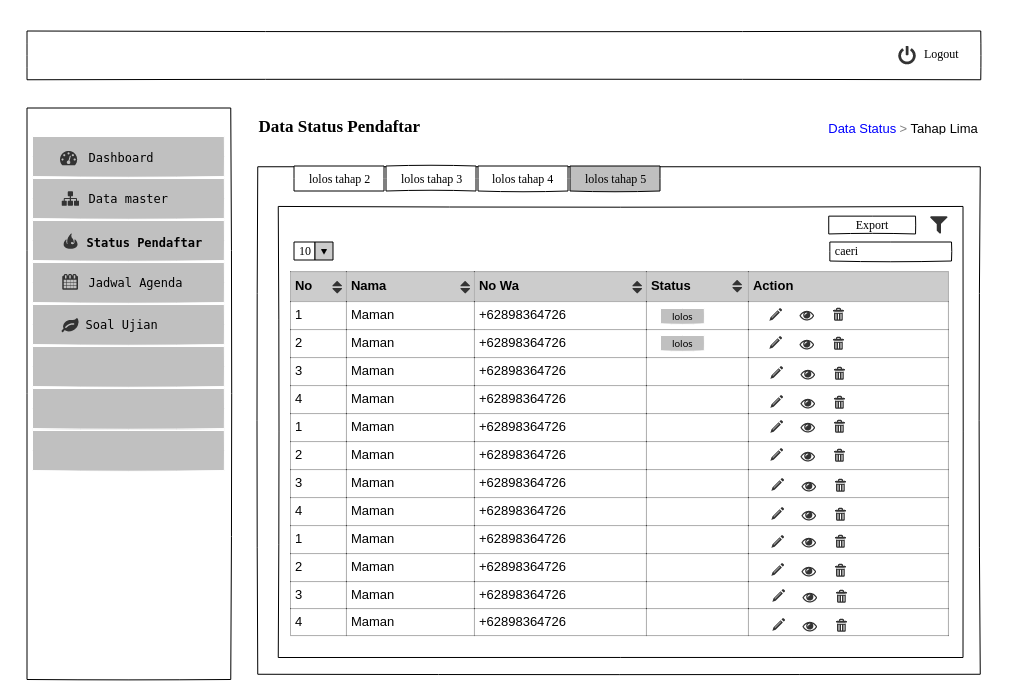 Logout
Dashboard
Data master
Status Pendaftar
Jadwal Agenda
Soal Ujian
Data Status Pendaftar
Data Status > Tahap Lima
lolos tahap 2 lolos tahap 3 lolos tahap 4 lolos tahap 5
Export
10 caeri
No Nama No Wa Status Action
1 Maman +62898364726 lolos
2 Maman +62898364726 lolos
3 Maman +62898364726
4 Maman +62898364726
1 Maman +62898364726
2 Maman +62898364726
3 Maman +62898364726
4 Maman +62898364726
1 Maman +62898364726
2 Maman +62898364726
3 Maman +62898364726
4 Maman +62898364726